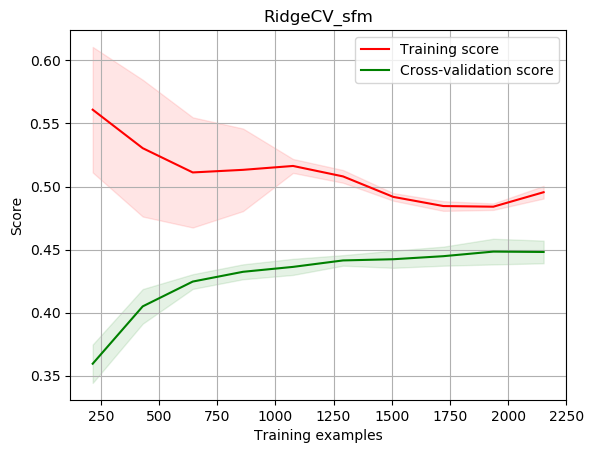 RidgeCV_sfm
Training score
Cross-validation score
Score
0.60
0.55
0.50
0.45
0.40
0.35
250 500 750 1000 1250 1500 1750 2000 2250
Training examples